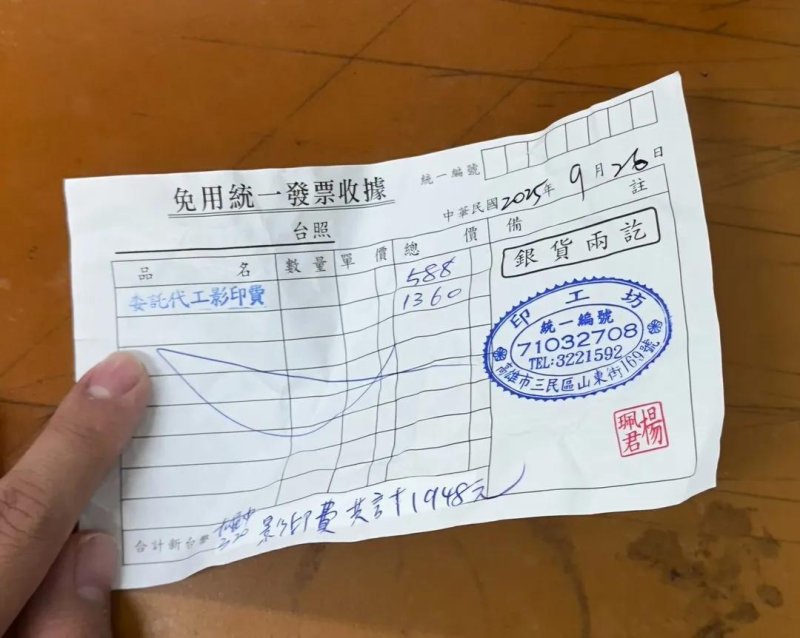 統一編號
免用統一發票收據
中華民國2025年9月26日
台照
品名 數量 單價 總價 備註
委託代工影印費 588
1360
銀貨兩訖
印工坊
統一編號
71032708
TEL:3221592
高雄市三民區山東街169號
楊珮君
合計新台幣 影印費共計1948元